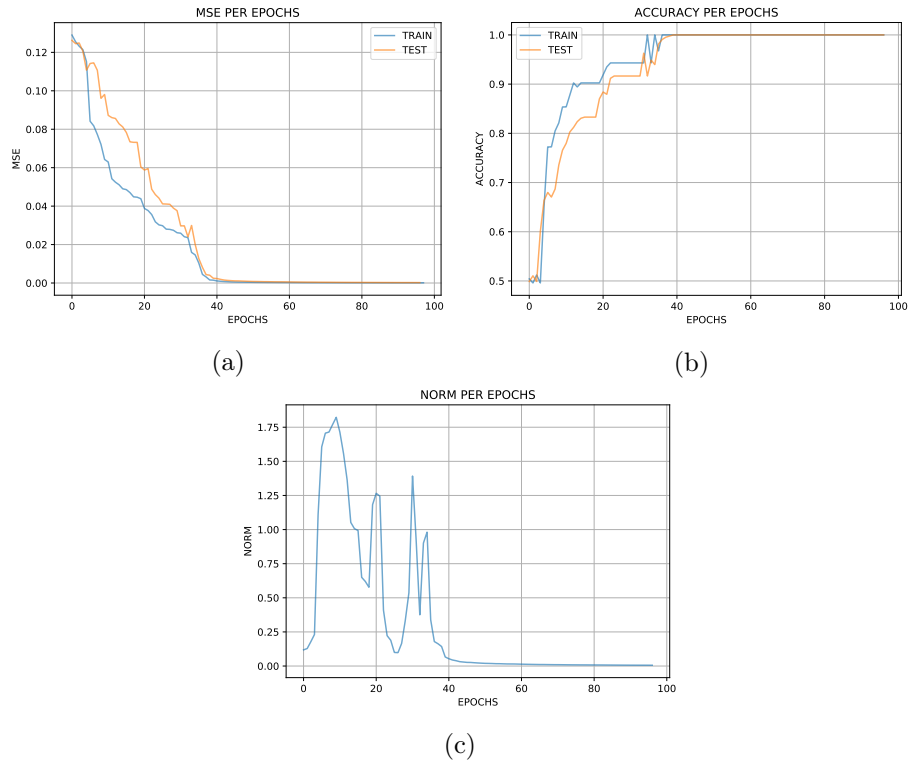 MSE PER EPOCHS
TRAIN
TEST
0.12
0.10
0.08
0.06
0.04
0.02
0.00
MSE
0 20 40 60 80 100
EPOCHS
(a)
ACCURACY PER EPOCHS
TRAIN
TEST
1.0
0.9
0.8
0.7
0.6
0.5
ACCURACY
0 20 40 60 80 100
EPOCHS
(b)
NORM PER EPOCHS
1.75
1.50
1.25
1.00
0.75
0.50
0.25
0.00
NORM
0 20 40 60 80 100
EPOCHS
(c)